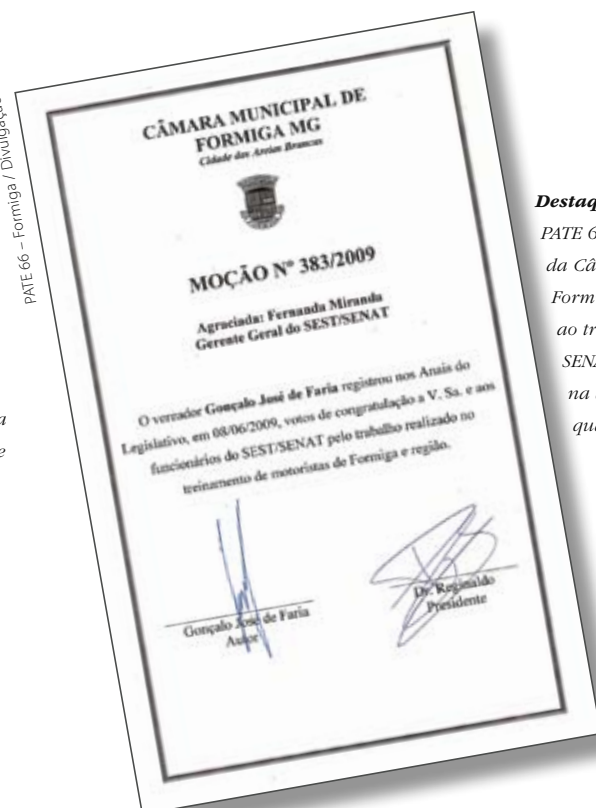 PATE 66 – Formiga / Divulgação
CÂMARA MUNICIPAL DE
FORMIGA MG
Cidade das Areias Brancas
MOÇÃO Nº 383/2009
Agraciada: Fernanda Miranda
Gerente Geral do SEST/SENAT
O vereador Gonçalo José de Faria registrou nos Anais do
Legislativo, em 08/06/2009, votos de congratulação a V. Sa. e aos
funcionários do SEST/SENAT pelo trabalho realizado no
treinamento de motoristas de Formiga e região.
Gonçalo José de Faria
Autor
Dr. Reginaldo
Presidente
a
e
Destaq
PATE 6
da Câ
Form
ao tr
SENA
na
qu